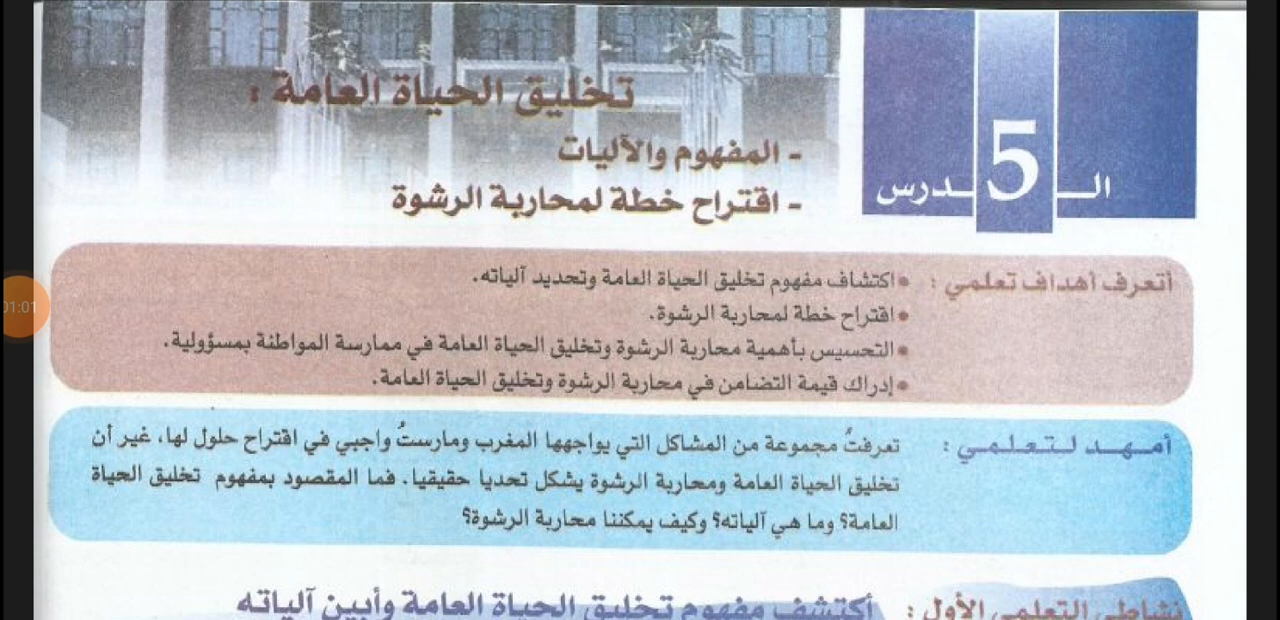 الـدرس 5
تخليق الحياة العامة :
- المفهوم والآليات
- اقتراح خطة لمحاربة الرشوة
أتعرف أهداف تعلمي : • اكتشاف مفهوم تخليق الحياة العامة وتحديد آلياته.
• اقتراح خطة لمحاربة الرشوة.
• التحسيس بأهمية محاربة الرشوة وتخليق الحياة العامة في ممارسة المواطنة بمسؤولية.
• إدراك قيمة التضامن في محاربة الرشوة وتخليق الحياة العامة.
أمـهـد لـتـعلـمـي : تعرفتُ مجموعة من المشاكل التي يواجهها المغرب ومارستُ واجبي في اقتراح حلول لها، غير أن
تخليق الحياة العامة ومحاربة الرشوة يشكل تحديا حقيقيا. فما المقصود بمفهوم تخليق الحياة
العامة؟ وما هي آلياته؟ وكيف يمكننا محاربة الرشوة؟
نشاطي التعلمي الأول : أكتشف مفهوم تخليق الحياة العامة وأبين آلياته
01:01